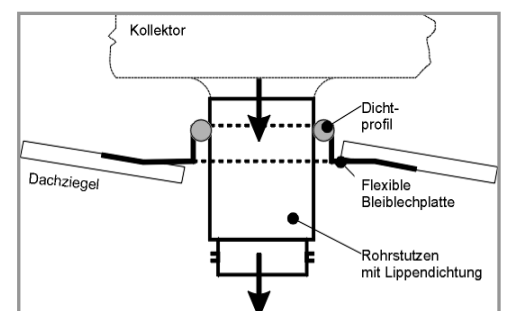 Kollektor
Dicht-
profil
Dachziegel
Flexible
Bleiblechplatte
Rohrstutzen
mit Lippendichtung